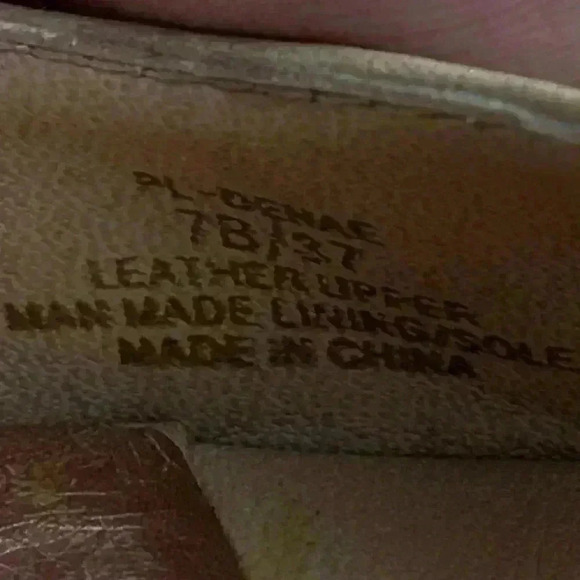 PL-DENAE
7B/37
LEATHER UPPER
MAN MADE LINING/SOLE
MADE IN CHINA